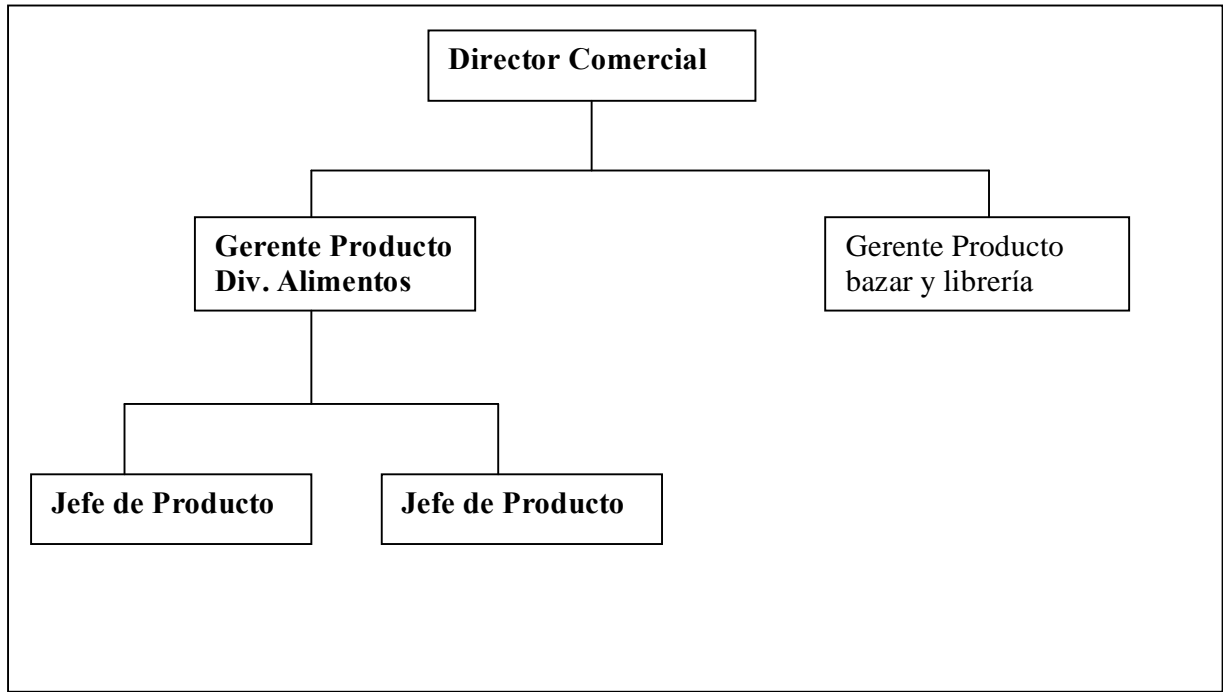 Director Comercial
Gerente Producto
Div. Alimentos
Gerente Producto
bazar y librería
Jefe de Producto
Jefe de Producto